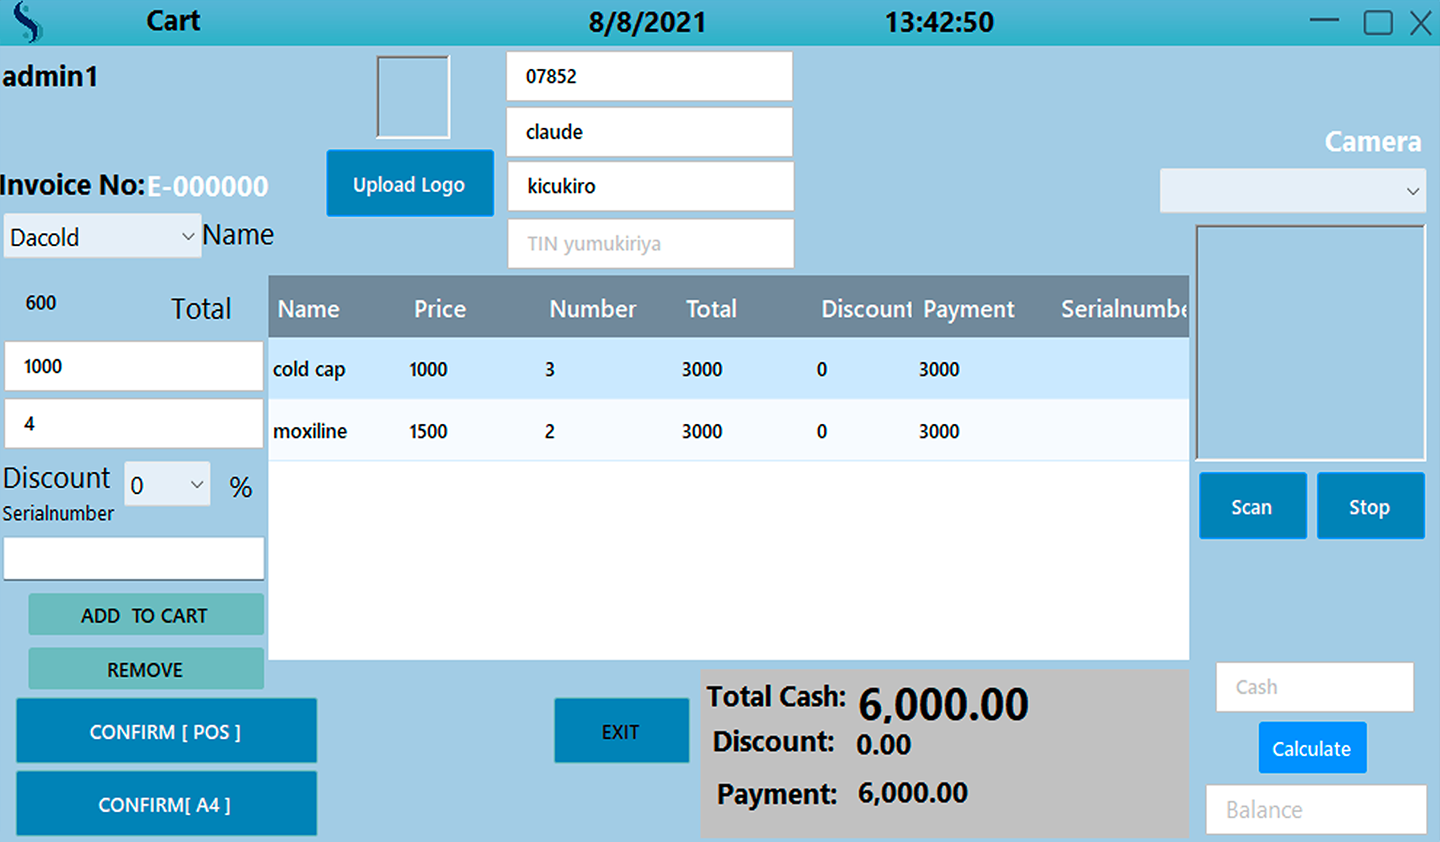 Cart 8/8/2021 13:42:50
admin1
07852
claude
Camera
Invoice No:E-000000
Upload Logo
kicukiro
Dacold Name
TIN yumukiriya
600 Total
Name Price Number Total Discount Payment Serialnumbe
1000
cold cap 1000 3 3000 0 3000
4
moxiline 1500 2 3000 0 3000
Discount 0 %
Serialnumber
Scan Stop
ADD TO CART
REMOVE
CONFIRM [ POS ]
EXIT
CONFIRM[ A4 ]
Total Cash: 6,000.00
Discount: 0.00
Payment: 6,000.00
Cash
Calculate
Balance